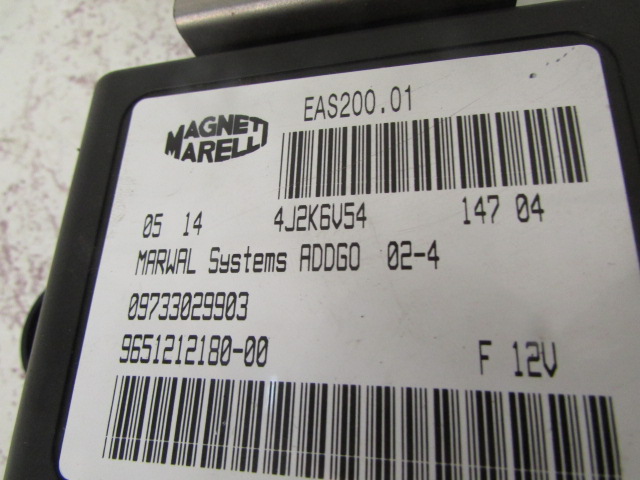 MAGNETI
MARELLI
EAS200.01
05 14 4J2K6V54 147 04
MARWAL Systems ADDGO 02-4
09733029903
9651212180-00 F 12V